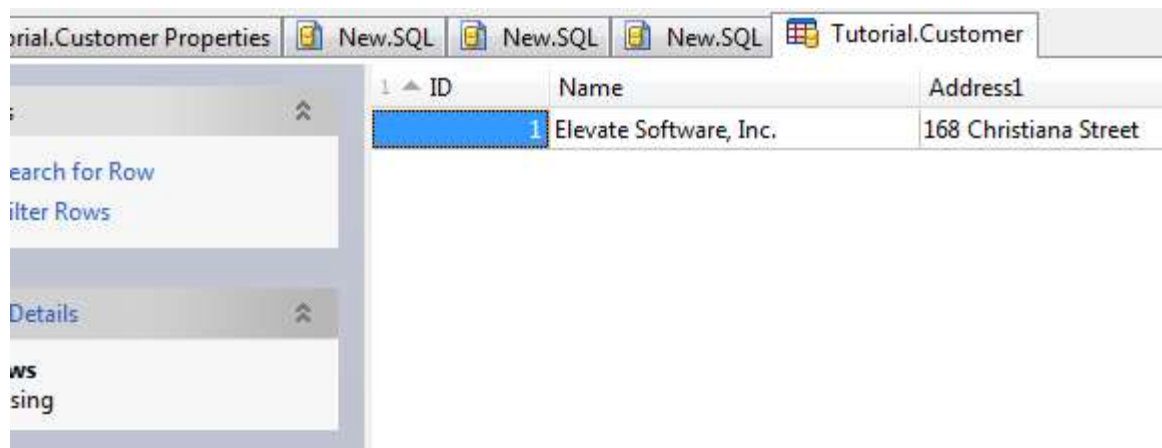 orial.Customer Properties New.SQL New.SQL New.SQL Tutorial.Customer
1 ID Name Address1
s
1 Elevate Software, Inc. 168 Christiana Street
earch for Row
ilter Rows
Details
ws
sing